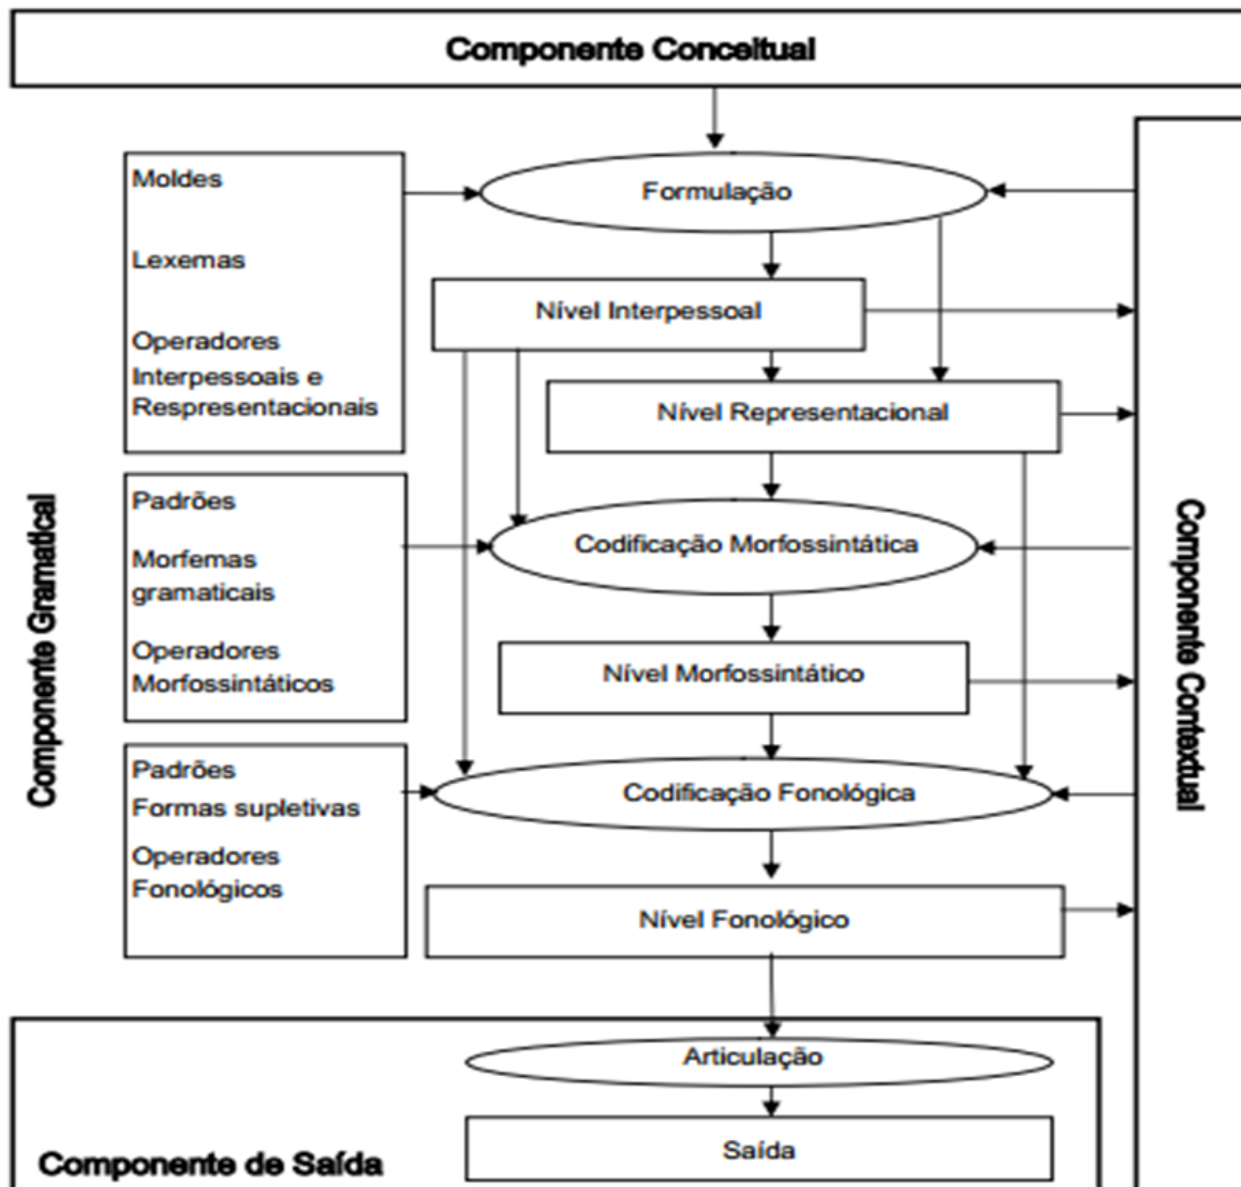 Componente Conceitual
Moldes
Lexemas
Operadores
Interpessoais e
Respresentacionais
Formulação
Nível Interpessoal
Nível Representacional
Padrões
Morfemas
gramaticais
Operadores
Morfossintáticos
Codificação Morfossintática
Nível Morfossintático
Padrões
Formas supletivas
Operadores
Fonológicos
Codificação Fonológica
Nível Fonológico
Componente Gramatical
Componente Contextual
Articulação
Saída
Componente de Saída